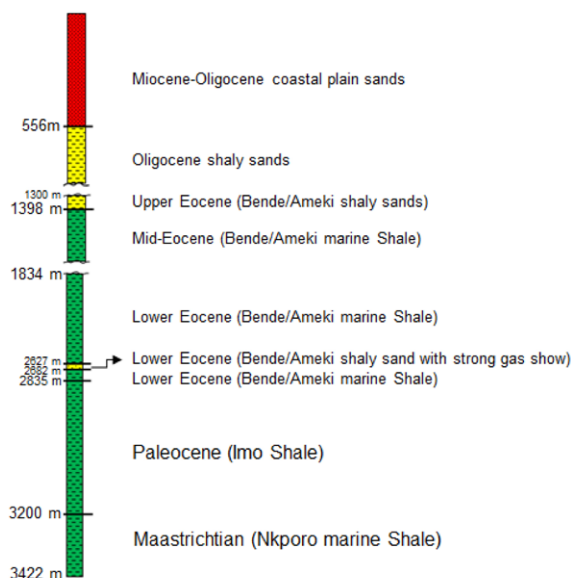 Miocene-Oligocene coastal plain sands
556m
Oligocene shaly sands
1300 m
Upper Eocene (Bende/Ameki shaly sands)
1398 m
Mid-Eocene (Bende/Ameki marine Shale)
1834 m
Lower Eocene (Bende/Ameki marine Shale)
2627 m
Lower Eocene (Bende/Ameki shaly sand with strong gas show)
2682 m
Lower Eocene (Bende/Ameki marine Shale)
2835 m
Paleocene (Imo Shale)
3200 m
Maastrichtian (Nkporo marine Shale)
3422 m